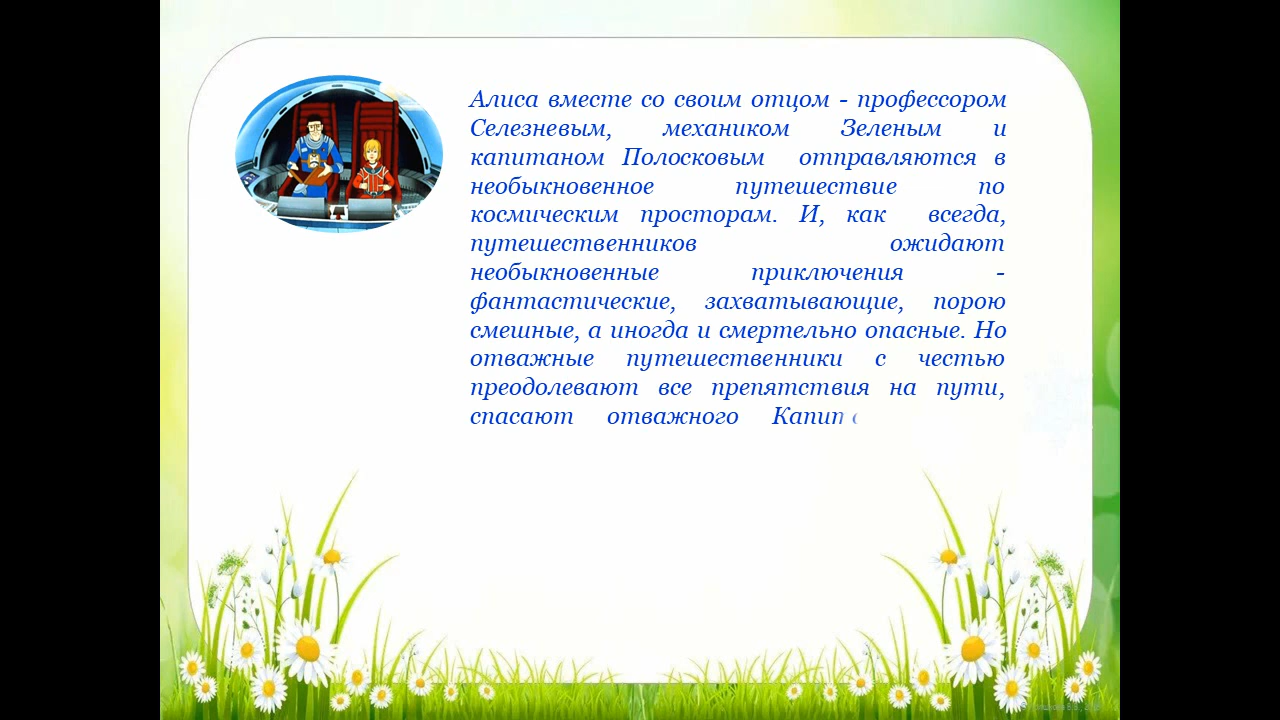 Алиса вместе со своим отцом - профессором
Селезневым, механиком Зеленым и
капитаном Полосковым отправляются в
необыкновенное путешествие по
космическим просторам. И, как всегда,
путешественников ожидают
необыкновенные приключения -
фантастические, захватывающие, порою
смешные, а иногда и смертельно опасные. Но
отважные путешественники с честью
преодолевают все препятствия на пути,
спасают отважного